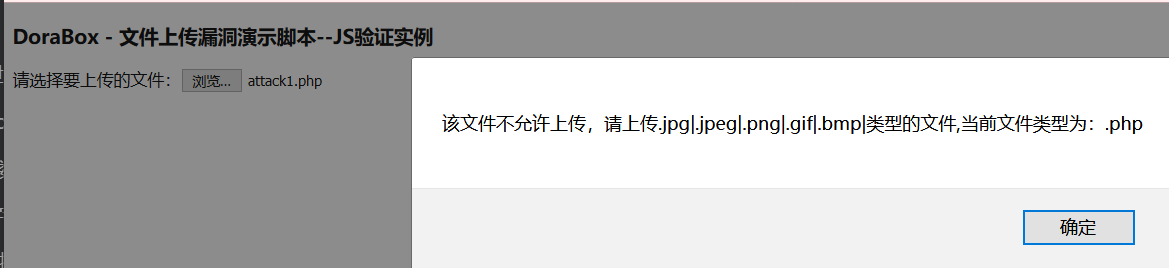 DoraBox - 文件上传漏洞演示脚本--JS验证实例
请选择要上传的文件： 浏览... attack1.php
该文件不允许上传，请上传.jpg|.jpeg|.png|.gif|.bmp|类型的文件,当前文件类型为：.php
确定